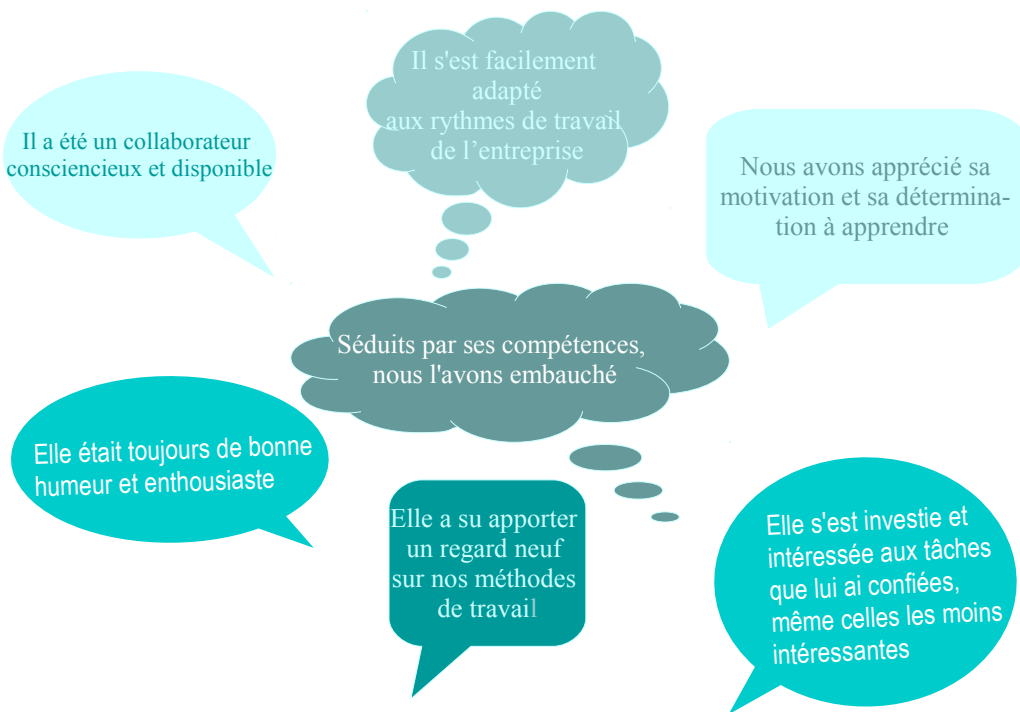 Il s'est facilement
adapté
aux rythmes de travail
de l’entreprise
Il a été un collaborateur
consciencieux et disponible
Nous avons apprécié sa
motivation et sa détermina-
tion à apprendre
Séduits par ses compétences,
nous l'avons embauché
Elle était toujours de bonne
humeur et enthousiaste
Elle a su apporter
un regard neuf
sur nos méthodes
de travail
Elle s'est investie et
intéressée aux tâches
que lui ai confiées,
même celles les moins
intéressantes